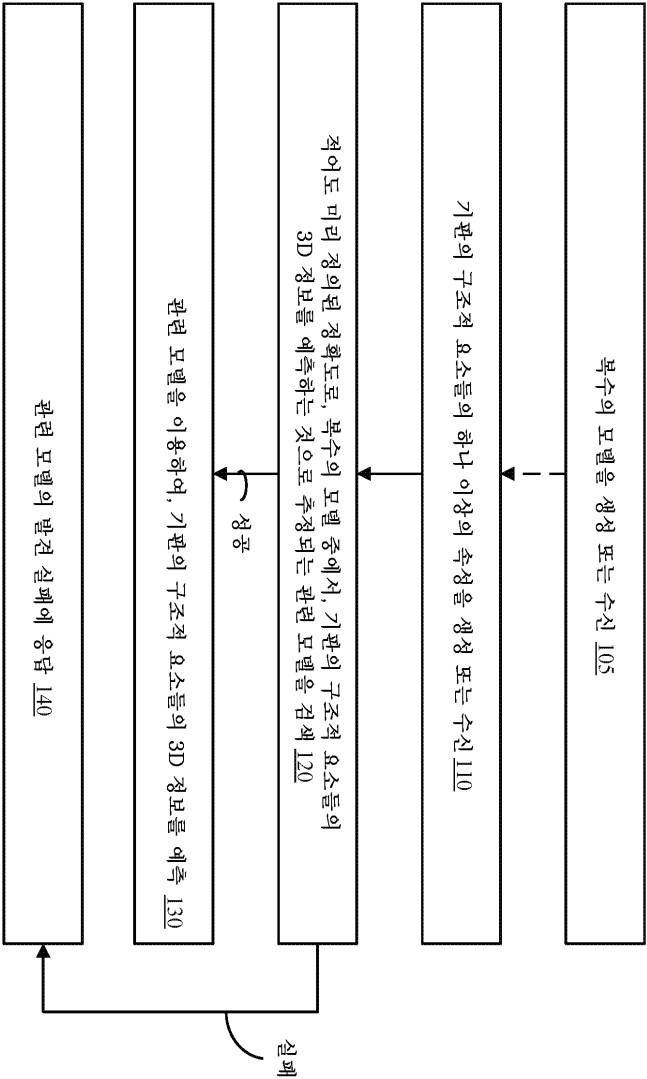 복수의 모델을 생성 또는 수신 105
기판의 구조적 요소들의 하나 이상의 속성을 생성 또는 수신 110
적어도 미리 정의된 정확도로, 복수의 모델 중에서, 기판의 구조적 요소들의
3D 정보를 예측하는 것으로 추정되는 관련 모델을 검색 120
성공
관련 모델을 이용하여, 기판의 구조적 요소들의 3D 정보를 예측 130
실패
관련 모델의 발견 실패에 응답 140